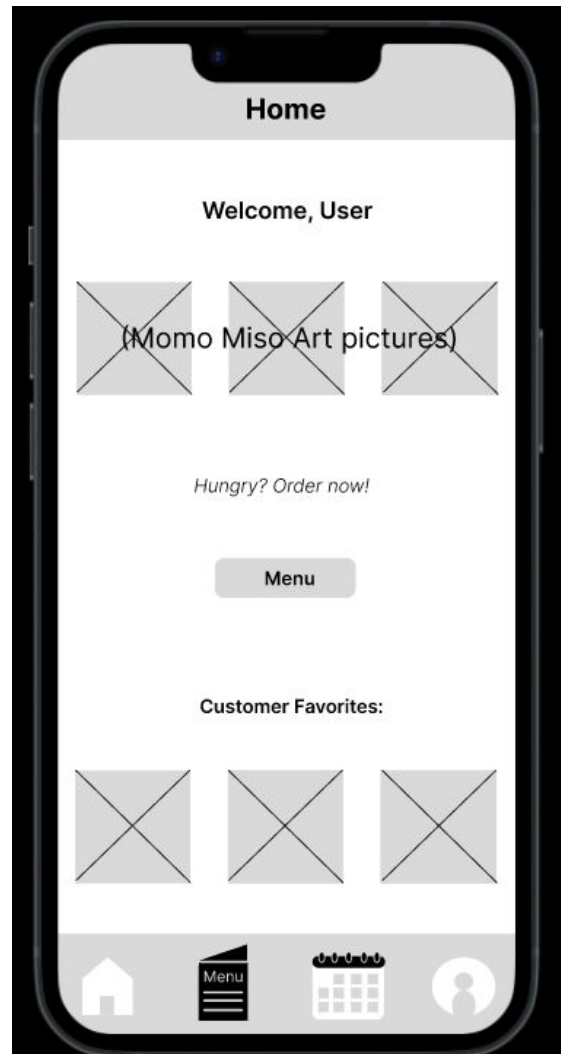 Home
Welcome, User
(Momo Miso Art pictures)
Hungry? Order now!
Menu
Customer Favorites:
Menu